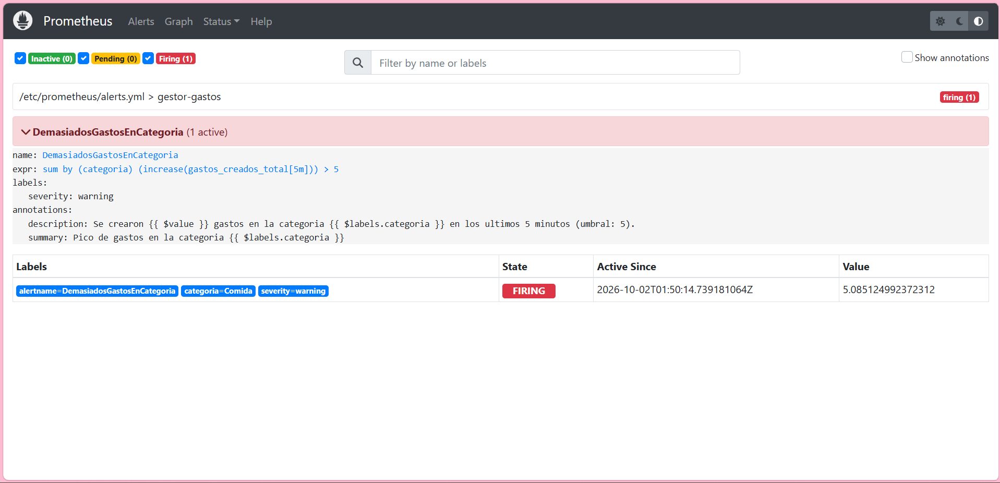 Prometheus Alerts Graph Status Help
Inactive (0) Pending (0) Firing (1) Filter by name or labels Show annotations
/etc/prometheus/alerts.yml > gestor-gastos firing (1)
DemasiadosGastosEnCategoria (1 active)
name: DemasiadosGastosEnCategoria
expr: sum by (categoria) (increase(gastos_creados_total[5m])) > 5
labels:
severity: warning
annotations:
description: Se crearon {{ $value }} gastos en la categoria {{ $labels.categoria }} en los ultimos 5 minutos (umbral: 5).
summary: Pico de gastos en la categoria {{ $labels.categoria }}
Labels State Active Since Value
alertname=DemasiadosGastosEnCategoria categoria=Comida severity=warning FIRING 2026-10-02T01:50:14.739181064Z 5.085124992372312